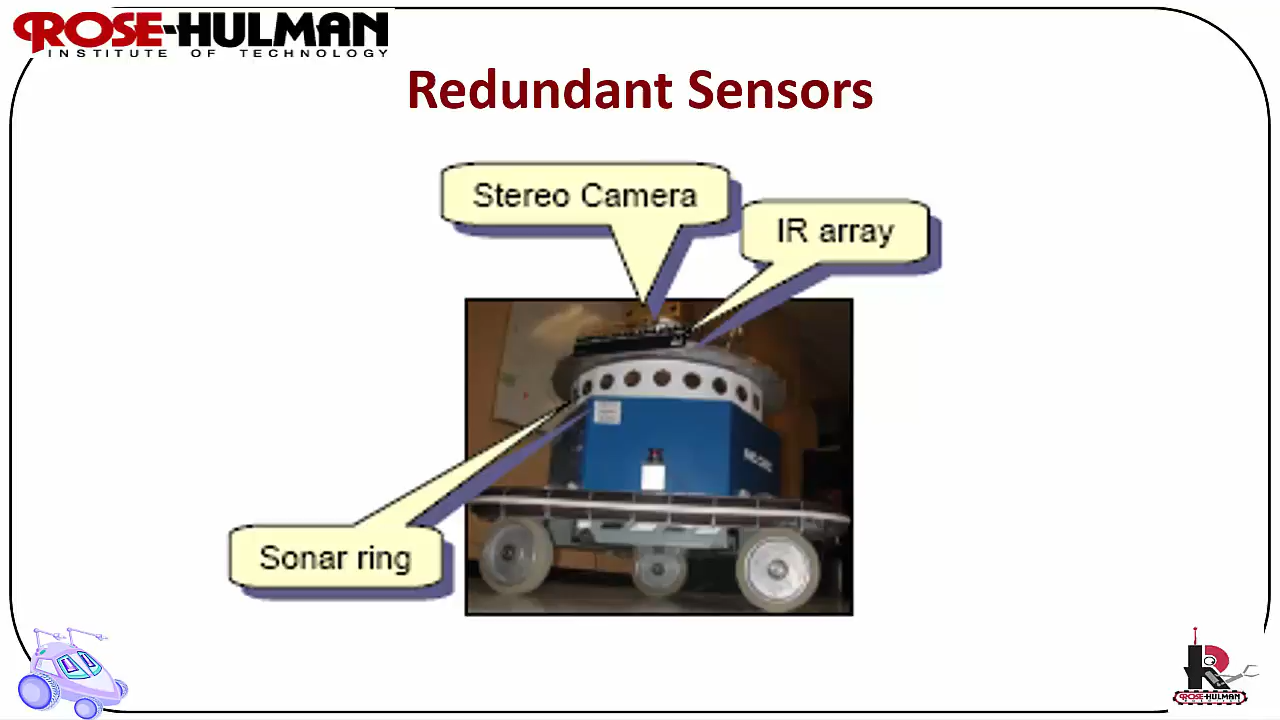 ROSE-HULMAN
INSTITUTE OF TECHNOLOGY
Redundant Sensors
Stereo Camera
IR array
Sonar ring
ROSE-HULMAN